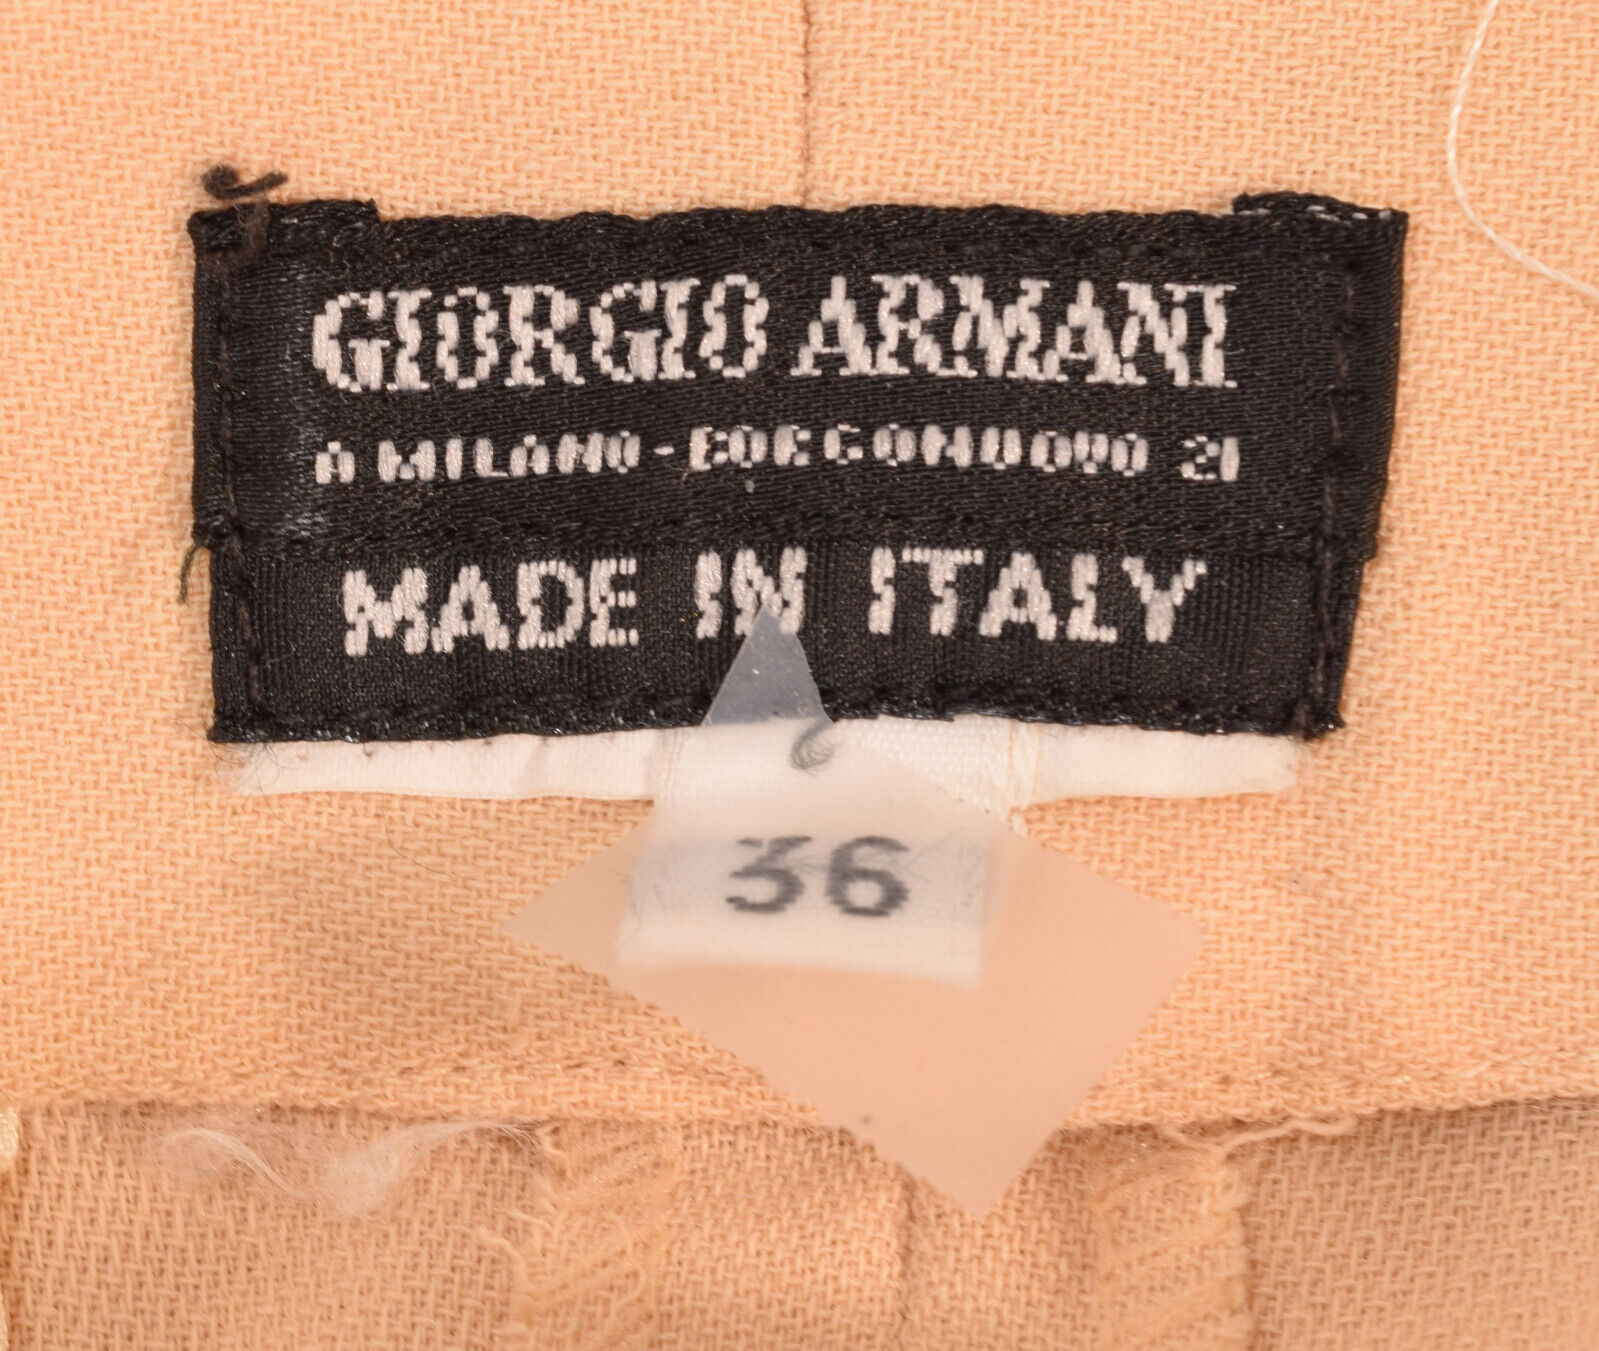 GIORGIO ARMANI
A MILANO - BORGONUOVO 21
MADE IN ITALY
36